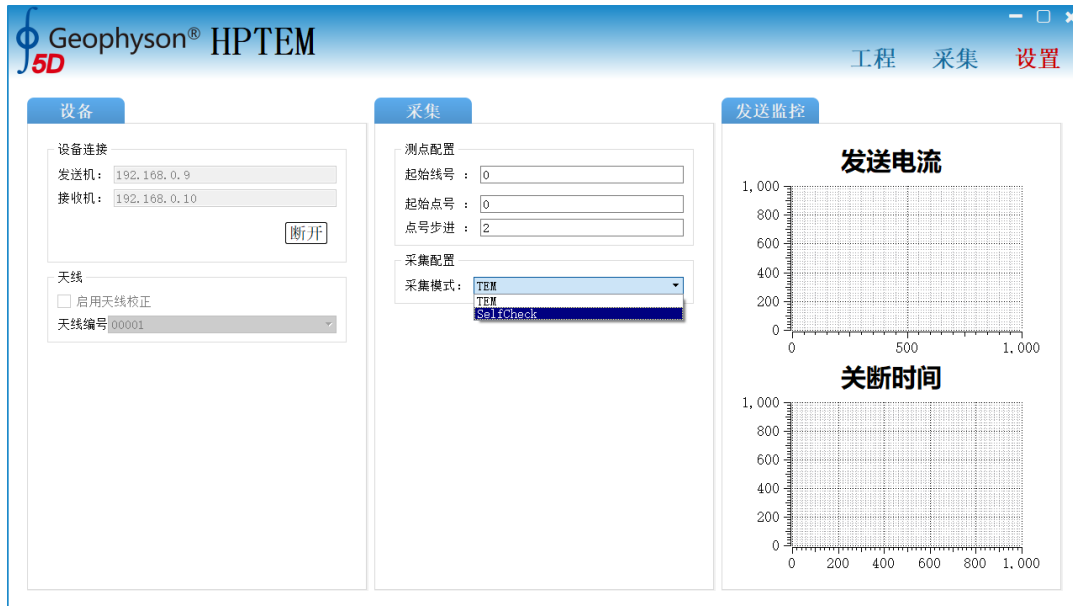 Geophyson® HPTEM
5D
工程 采集 设置
设备
设备连接
发送机： 192.168.0.9
接收机： 192.168.0.10
断开
天线
启用天线校正
天线编号 00001
采集
测点配置
起始线号 ： 0
起始点号 ： 0
点号步进 ： 2
采集配置
采集模式： TEM
TEM
SelfCheck
发送监控
发送电流
1,000
800
600
400
200
0
0 500 1,000
关断时间
1,000
800
600
400
200
0
0 200 400 600 800 1,000